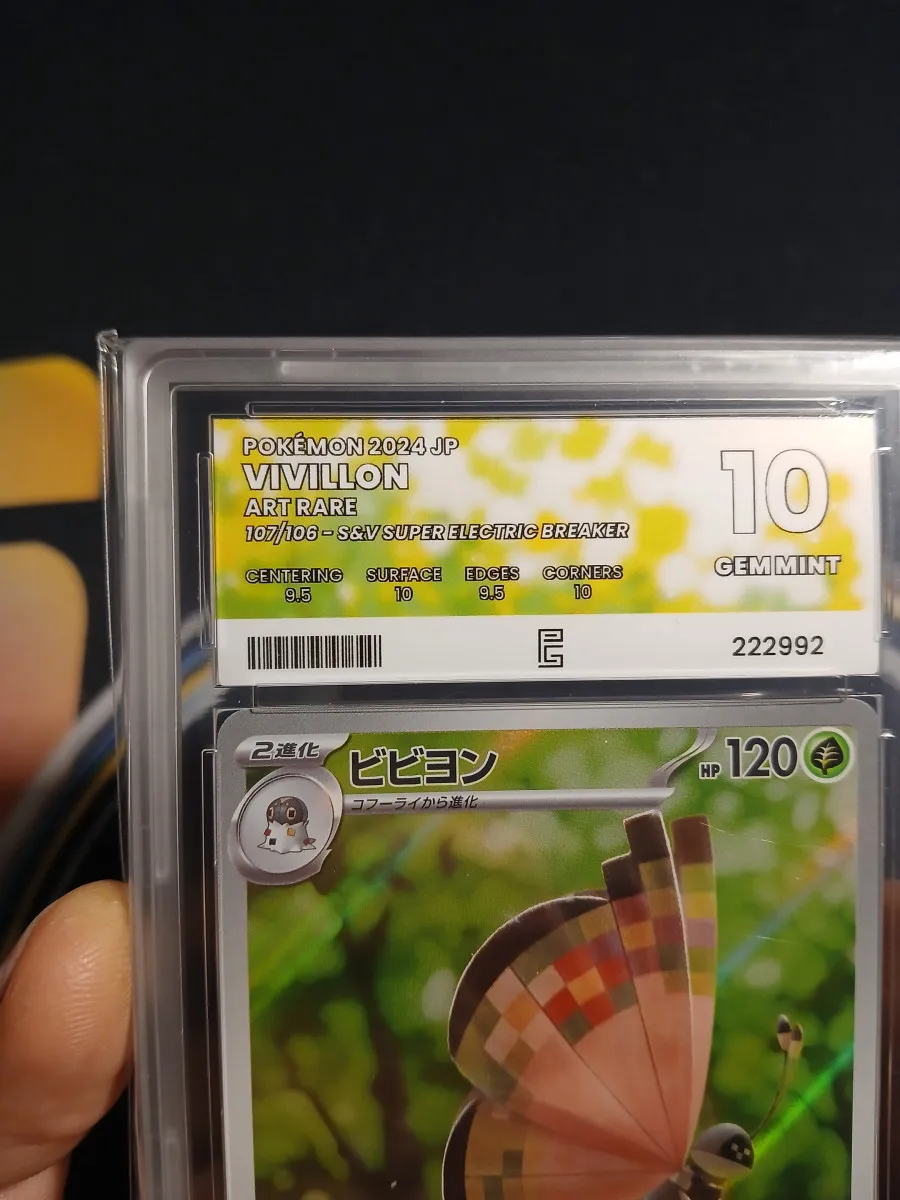 POKÉMON 2024 JP
VIVILLON
ART RARE
107/106 - S&V SUPER ELECTRIC BREAKER
10
GEM MINT
CENTERING SURFACE EDGES CORNERS
9.5 10 9.5 10
222992
2進化
ビビヨン
HP 120
コフーライから進化